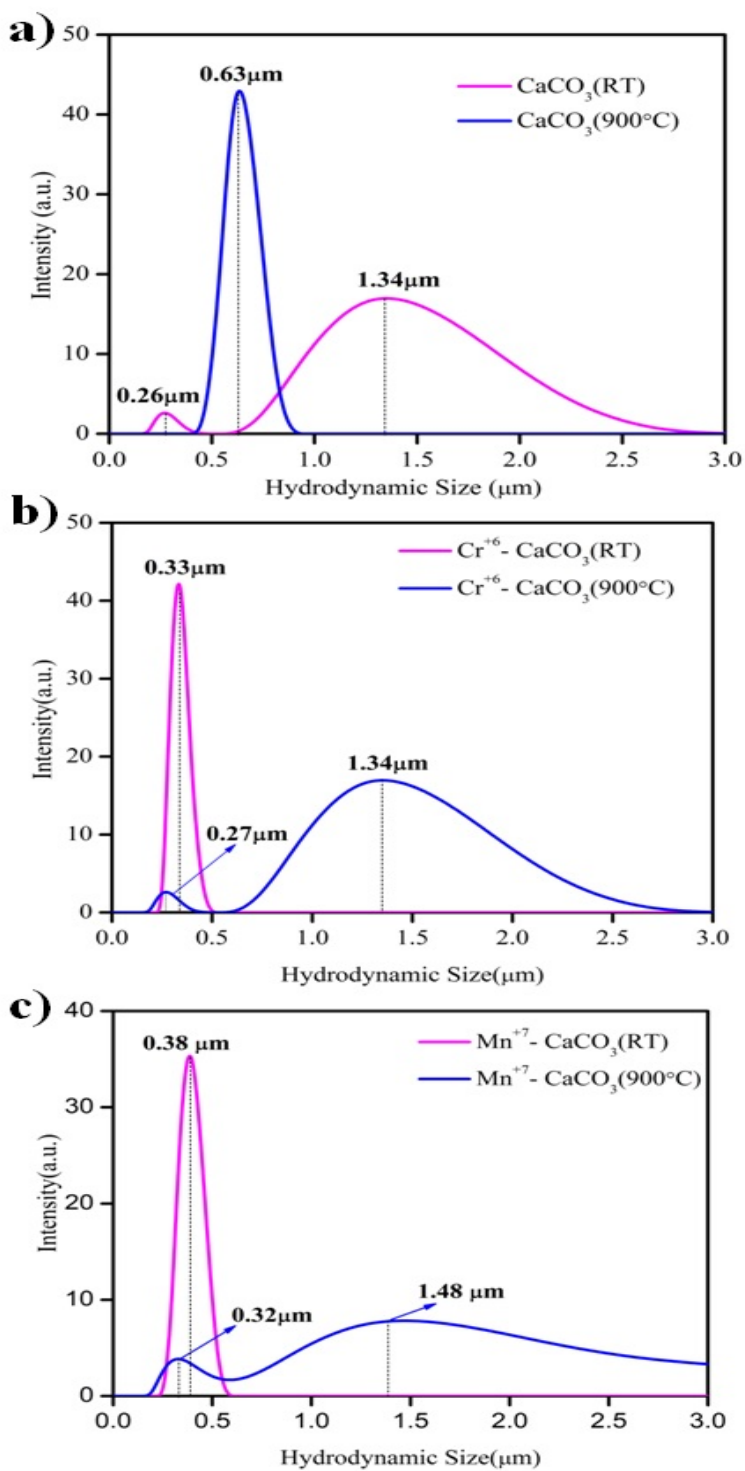 a)
50
40
30
20
10
0
Intensity (a.u.)
0.63μm
1.34μm
0.26μm
CaCO₃(RT)
CaCO₃(900°C)
0.0 0.5 1.0 1.5 2.0 2.5 3.0
Hydrodynamic Size (μm)
b)
50
40
30
20
10
0
Intensity(a.u.)
0.33μm
1.34μm
0.27μm
Cr⁺⁶- CaCO₃(RT)
Cr⁺⁶- CaCO₃(900°C)
0.0 0.5 1.0 1.5 2.0 2.5 3.0
Hydrodynamic Size(μm)
c)
40
30
20
10
0
Intensity(a.u.)
0.38 μm
0.32μm
1.48 μm
Mn⁺⁷- CaCO₃(RT)
Mn⁺⁷- CaCO₃(900°C)
0.0 0.5 1.0 1.5 2.0 2.5 3.0
Hydrodynamic Size(μm)